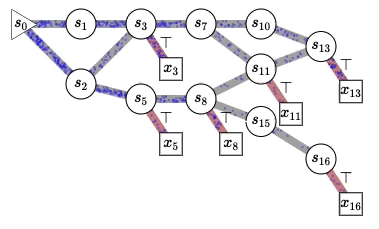 s₀ s₁ s₃ s₇ s₁₀
s₁₃
⊤ ⊤
x₃ s₁₁
s₂ s₅ s₈ ⊤ x₁₃
⊤ ⊤ s₁₅ x₁₁
x₅ x₈ s₁₆
⊤
x₁₆